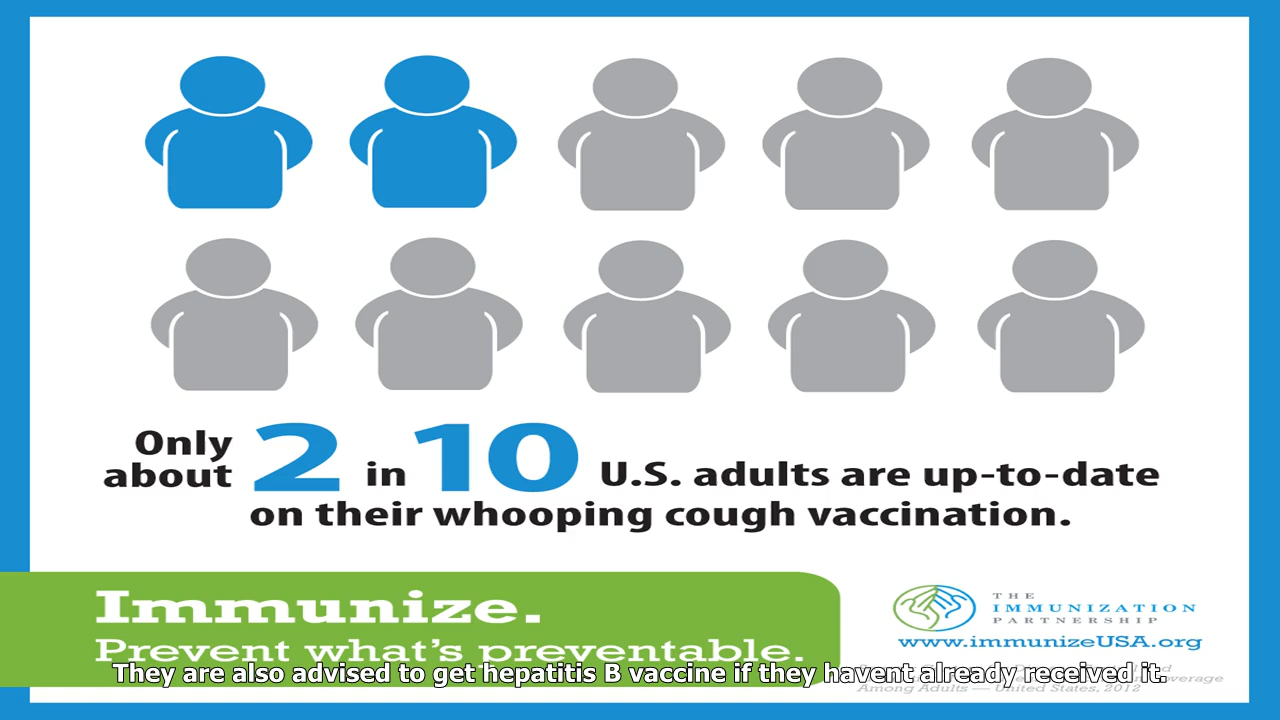 Only
about 2 in 10 U.S. adults are up-to-date
on their whooping cough vaccination.
Immunize.
Prevent what's preventable.
THE
IMMUNIZATION
PARTNERSHIP
www.immunizeUSA.org
They are also advised to get hepatitis B vaccine if they havent already received it.
Among Adults — United States, 2012